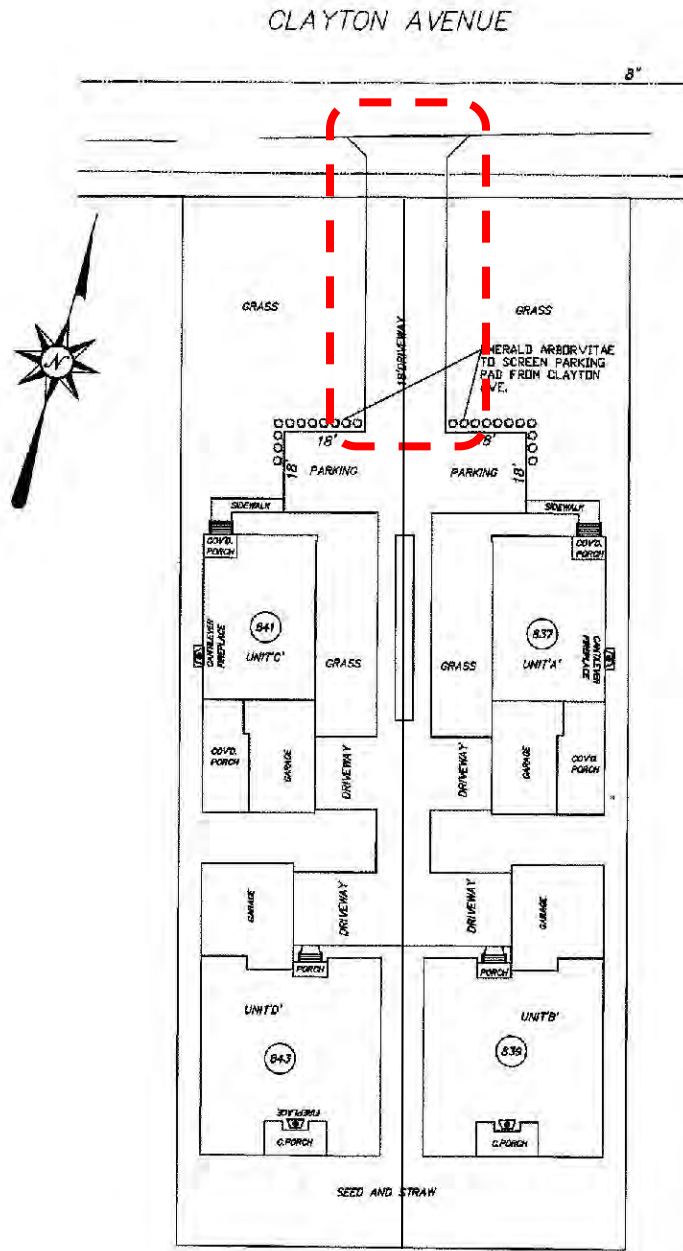 CLAYTON AVENUE
8"
GRASS
GRASS
18'DRIVEWAY
EMERALD ARBORVITAE
TO SCREEN PARKING
PAD FROM CLAYTON
AVE.
N
18'
18'
18'
PARKING
18'
PARKING
SIDEWALK
SIDEWALK
COV'D.
PORCH
COV'D.
PORCH
841
UNIT'C'
CANTILEVER
FIREPLACE
837
UNIT'A'
CANTILEVER
FIREPLACE
GRASS
GRASS
COV'D.
PORCH
GARAGE
DRIVEWAY
DRIVEWAY
GARAGE
COV'D.
PORCH
GARAGE
DRIVEWAY
DRIVEWAY
GARAGE
PORCH
PORCH
UNIT'D'
UNIT'B'
843
839
FIREPLACE
C.PORCH
C.PORCH
SEED AND STRAW